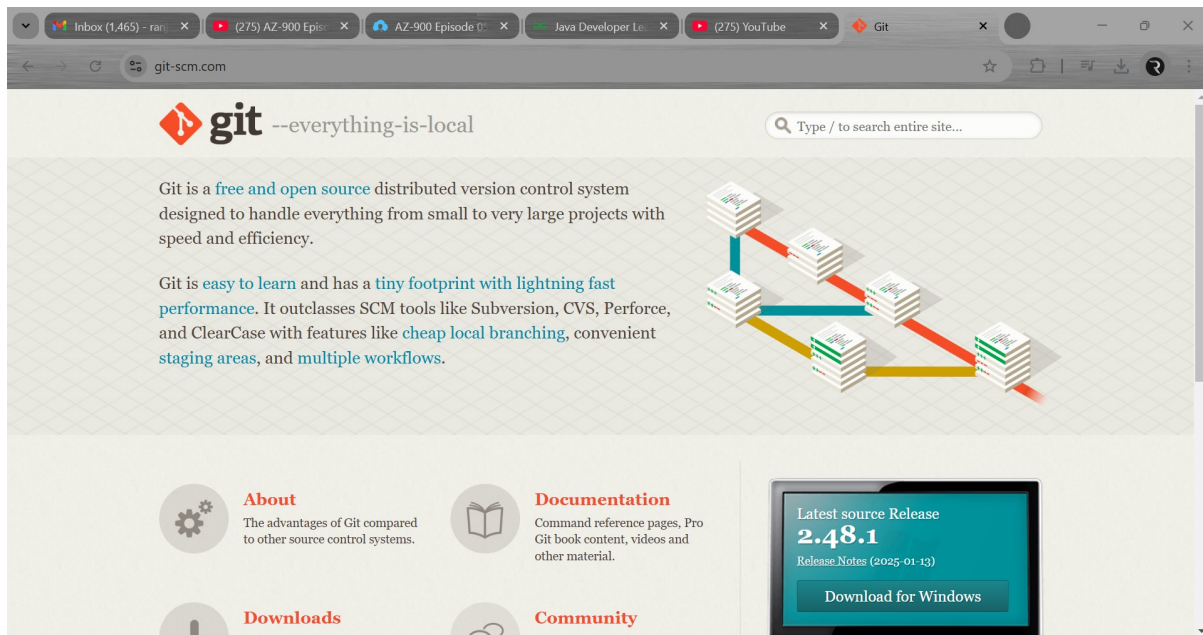 Inbox (1,465) - ran
(275) AZ-900 Epis
AZ-900 Episode 0
Java Developer Le
(275) YouTube
Git
git-scm.com
git --everything-is-local
Type / to search entire site...
Git is a free and open source distributed version control system
designed to handle everything from small to very large projects with
speed and efficiency.
Git is easy to learn and has a tiny footprint with lightning fast
performance. It outclasses SCM tools like Subversion, CVS, Perforce,
and ClearCase with features like cheap local branching, convenient
staging areas, and multiple workflows.
About
The advantages of Git compared
to other source control systems.
Documentation
Command reference pages, Pro
Git book content, videos and
other material.
Downloads
Community
Latest source Release
2.48.1
Release Notes (2025-01-13)
Download for Windows